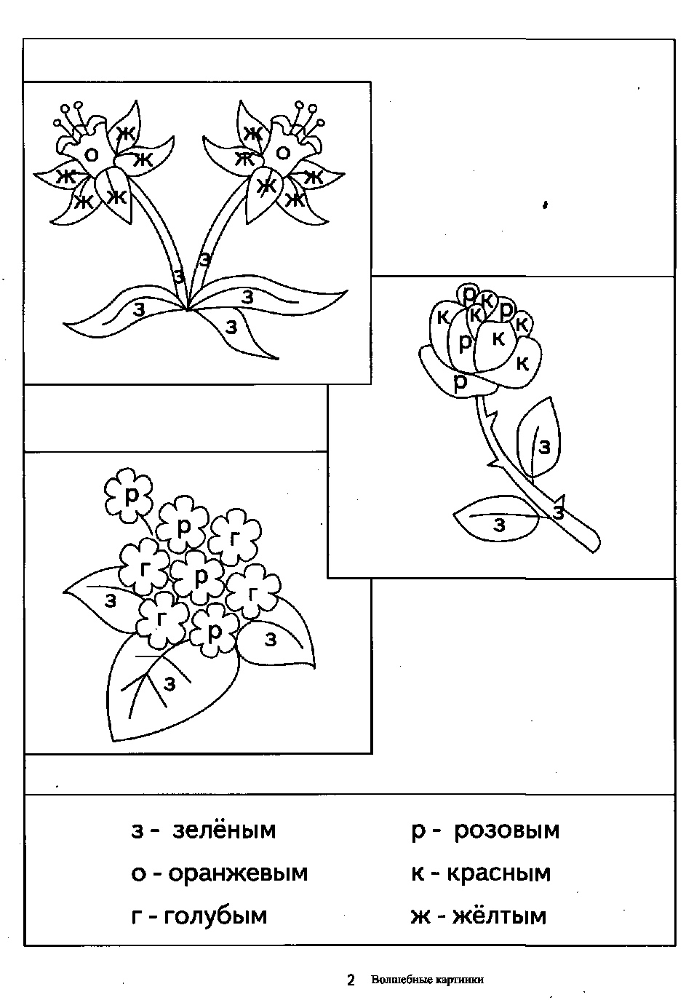 ж ж
ж ж
о о
ж ж
ж ж ж ж
з
з
з з
з
р к р
к к к
р к к
р
з
з
з
р
р г
г р г
з г р
з
з
з - зелёным р - розовым
о - оранжевым к - красным
г - голубым ж - жёлтым
2 Волшебные картинки